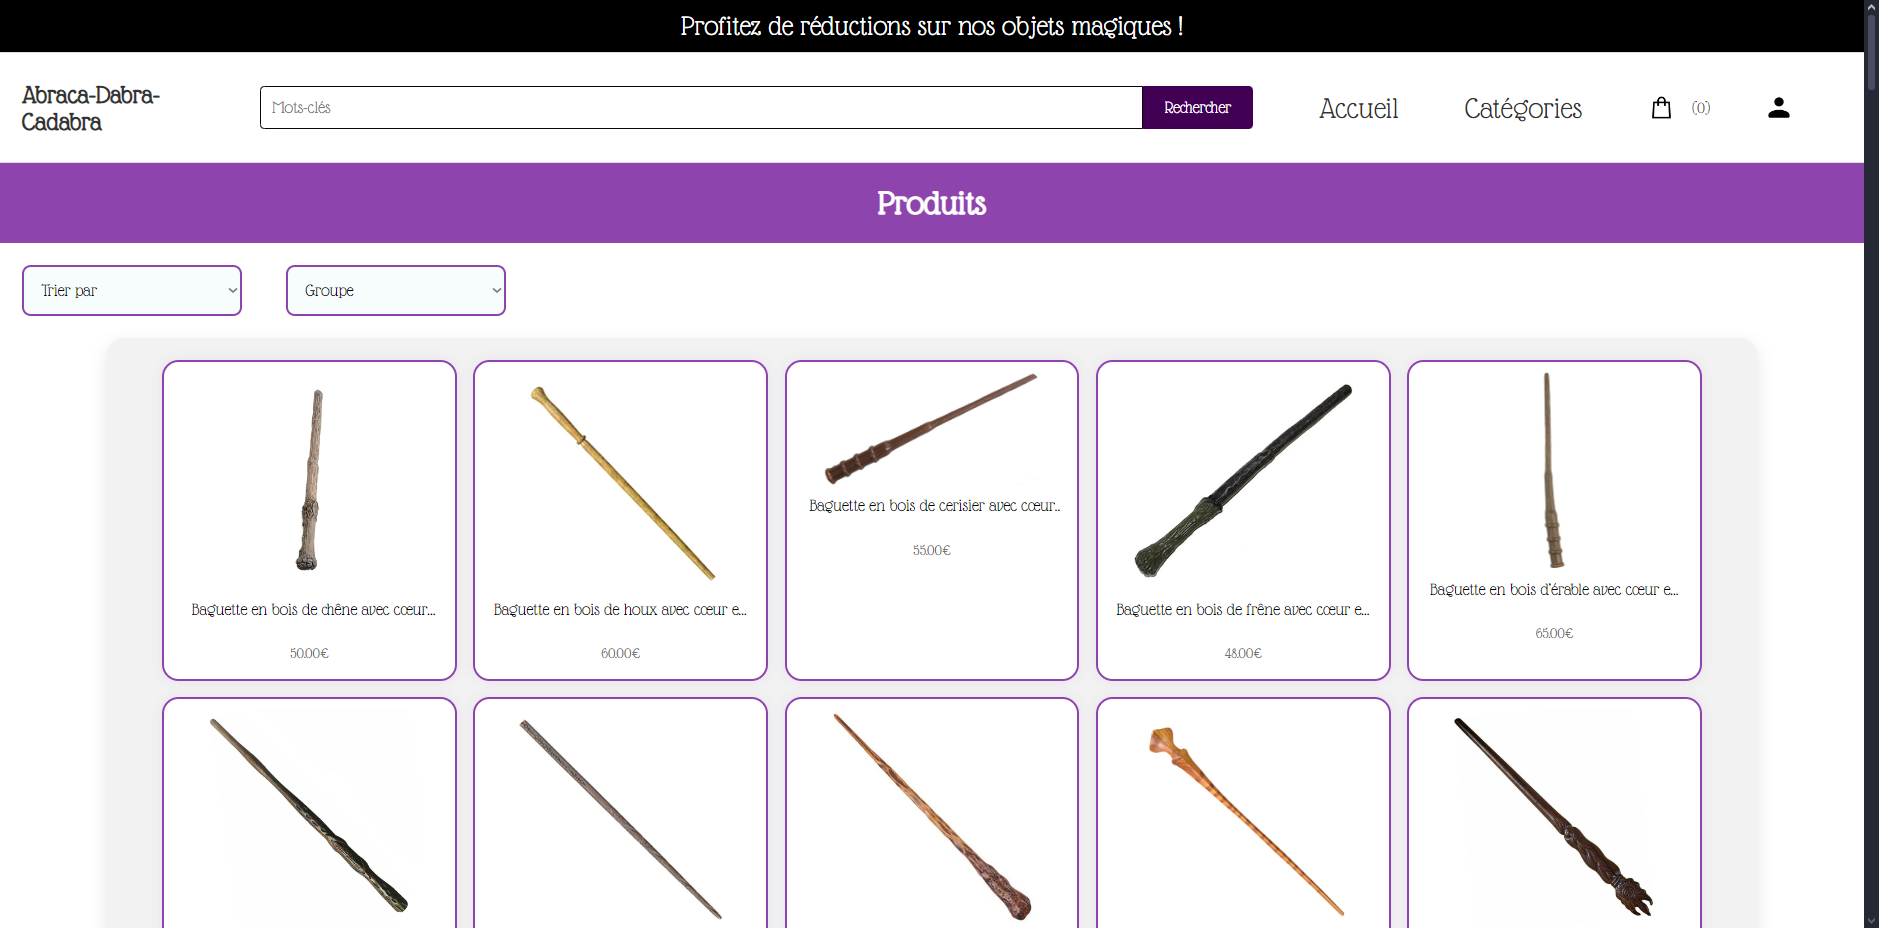 Profitez de réductions sur nos objets magiques !
Abraca-Dabra-
Cadabra
Mots-clés
Rechercher
Accueil
Catégories
(0)
Produits
Trier par
Groupe
Baguette en bois de chêne avec cœur...
50.00€
Baguette en bois de houx avec cœur e...
60.00€
Baguette en bois de cerisier avec cœur..
55.00€
Baguette en bois de frêne avec cœur e...
48.00€
Baguette en bois d'érable avec cœur e...
65.00€